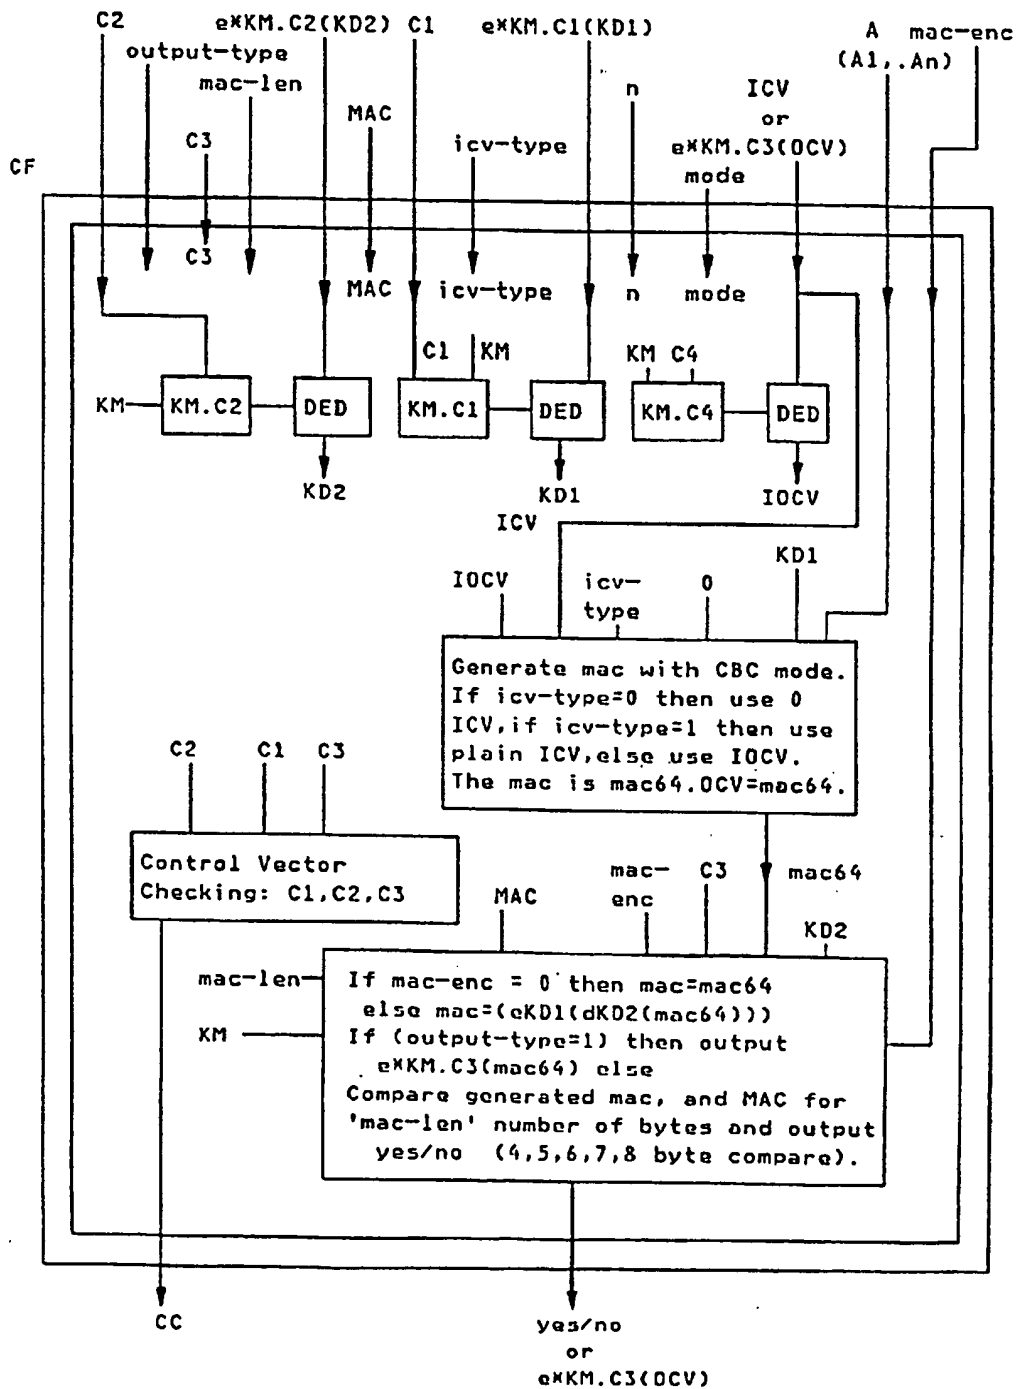 C2 e*KM.C2(KD2) C1 e*KM.C1(KD1) A mac-enc
output-type (A1,.An)
mac-len n ICV
MAC or
C3 icv-type e*KM.C3(OCV)
CF mode
C3
MAC icv-type n mode
C1 KM KM C4
KM KM.C2 DED KM.C1 DED KM.C4 DED
KD2 KD1 IOCV
ICV
KD1
IOCV icv- 0
type
Generate mac with CBC mode.
If icv-type=0 then use 0
ICV,if icv-type=1 then use
plain ICV,else use IOCV.
The mac is mac64.OCV=mac64.
C2 C1 C3
Control Vector
Checking: C1,C2,C3
mac- C3 mac64
MAC enc
KD2
mac-len
KM
If mac-enc = 0 then mac=mac64
else mac=(eKD1(dKD2(mac64)))
If (output-type=1) then output
e*KM.C3(mac64) else
Compare generated mac, and MAC for
'mac-len' number of bytes and output
yes/no (4,5,6,7,8 byte compare).
CC
yes/no
or
e*KM.C3(OCV)